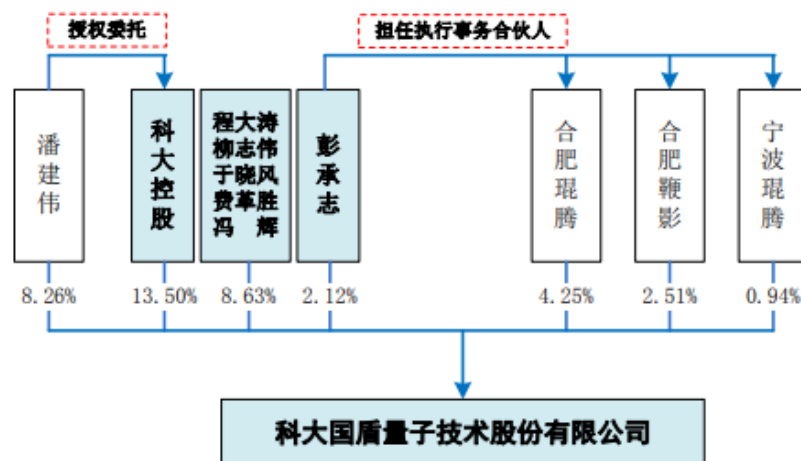 授权委托
担任执行事务合伙人
潘建伟
科大控股
程大涛
柳志伟
于晓风
费革胜
冯辉
彭承志
合肥琨腾
合肥鞭影
宁波琨腾
8.26%
13.50%
8.63%
2.12%
4.25%
2.51%
0.94%
科大国盾量子技术股份有限公司